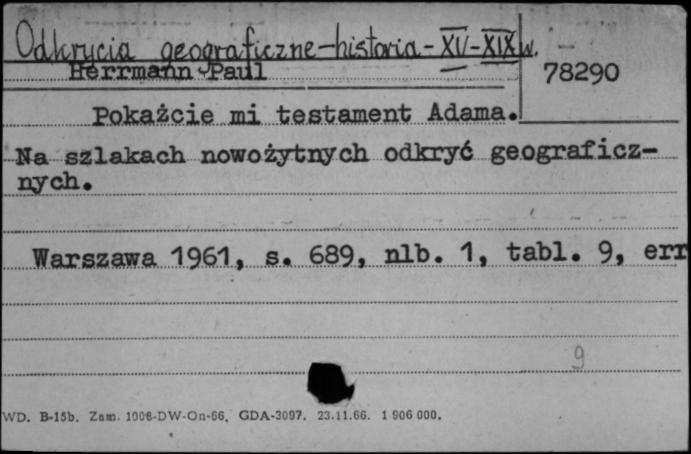 Odkrycia geograficzne-historia-XV-XIX w.
Herrmann Paul
78290
Pokażcie mi testament Adama.
Na szlakach nowożytnych odkryć geograficz-
nych.
Warszawa 1961, s. 689, nlb. 1, tabl. 9, err
9
WD. B-15b. Zam. 1006-DW-On-66. GDA-3097. 23.11.66. 1 906 000.